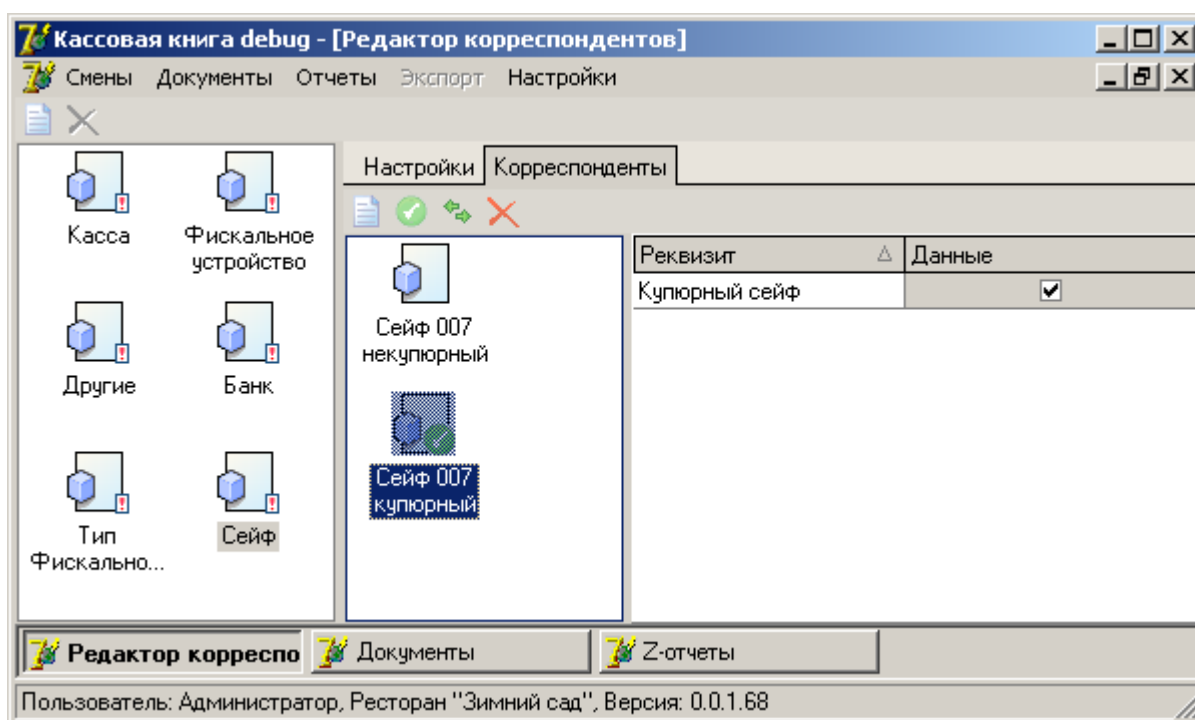 Кассовая книга debug - [Редактор корреспондентов]
Смены Документы Отчеты Экспорт Настройки
Касса
Фискальное
устройство
Другие
Банк
Тип
Фискально...
Сейф
Настройки Корреспонденты
Сейф 007
некупюрный
Сейф 007
купюрный
Реквизит Данные
Купюрный сейф
Редактор корреспо Документы Z-отчеты
Пользователь: Администратор, Ресторан "Зимний сад", Версия: 0.0.1.68